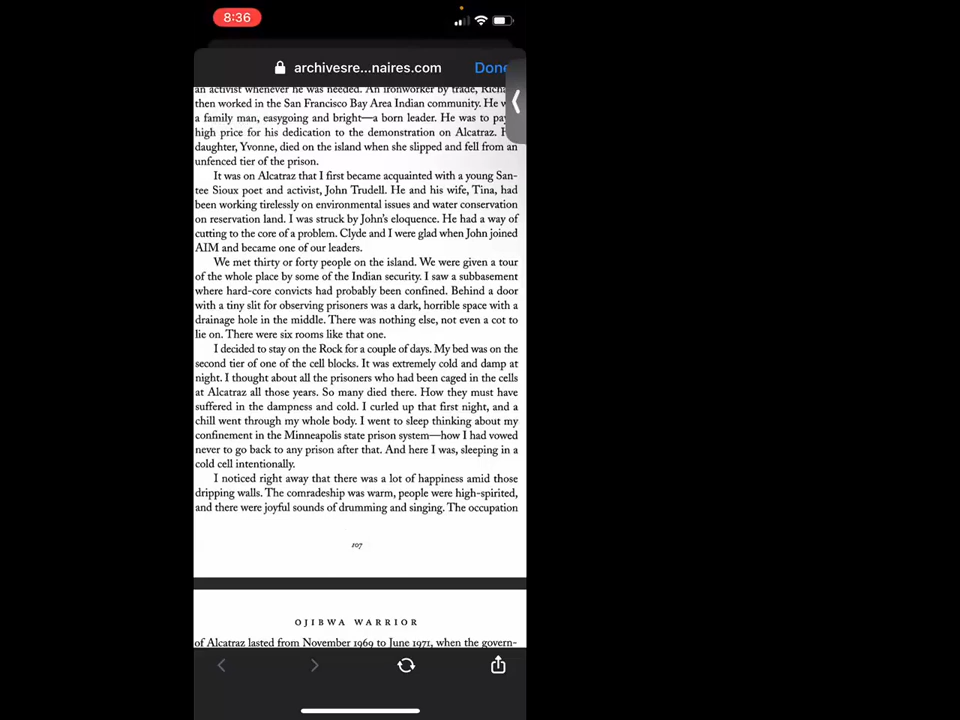 8:36
archivesre...naires.com
Done
an activist whenever he was needed. An ironworker by trade,
then worked in the San Francisco Bay Area Indian community. He
a family man, easygoing and bright—a born leader. He was to pay
high price for his dedication to the demonstration on Alcatraz.
daughter, Yvonne, died on the island when she slipped and fell from an
unfenced tier of the prison.
It was on Alcatraz that I first became acquainted with a young San-
tee Sioux poet and activist, John Trudell. He and his wife, Tina, had
been working tirelessly on environmental issues and water conservation
on reservation land. I was struck by John's eloquence. He had a way of
cutting to the core of a problem. Clyde and I were glad when John joined
AIM and became one of our leaders.
We met thirty or forty people on the island. We were given a tour
of the whole place by some of the Indian security. I saw a subbasement
where hard-core convicts had probably been confined. Behind a door
with a tiny slit for observing prisoners was a dark, horrible space with a
drainage hole in the middle. There was nothing else, not even a cot to
lie on. There were six rooms like that one.
I decided to stay on the Rock for a couple of days. My bed was on the
second tier of one of the cell blocks. It was extremely cold and damp at
night. I thought about all the prisoners who had been caged in the cells
at Alcatraz all those years. So many died there. How they must have
suffered in the dampness and cold. I curled up that first night, and a
chill went through my whole body. I went to sleep thinking about my
confinement in the Minneapolis state prison system—how I had vowed
never to go back to any prison after that. And here I was, sleeping in a
cold cell intentionally.
I noticed right away that there was a lot of happiness amid those
dripping walls. The comradeship was warm, people were high-spirited,
and there were joyful sounds of drumming and singing. The occupation
107
OJIBWA WARRIOR
of Alcatraz lasted from November 1969 to June 1971, when the govern-